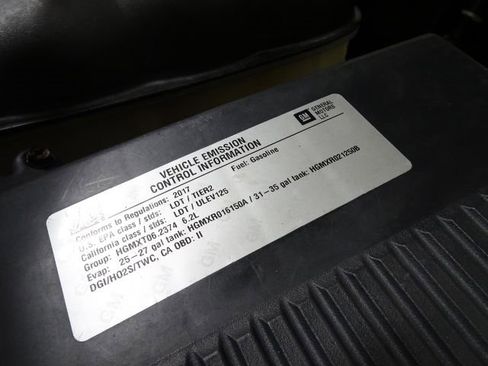 VEHICLE EMISSION
CONTROL INFORMATION
GM
GENERAL
MOTORS
LLC
Conforms to Regulations: 2017
Fuel: Gasoline
U.S. EPA class / stds: LDT / TIER2
California class / stds: LDT / ULEV125
Group: HGMXT06.2374 6.2L
Evap: 25-27 gal tank: HGMXR016150A / 31-35 gal tank: HGMXR0212508
DGI/HO2S/TWC. CA OBD: II